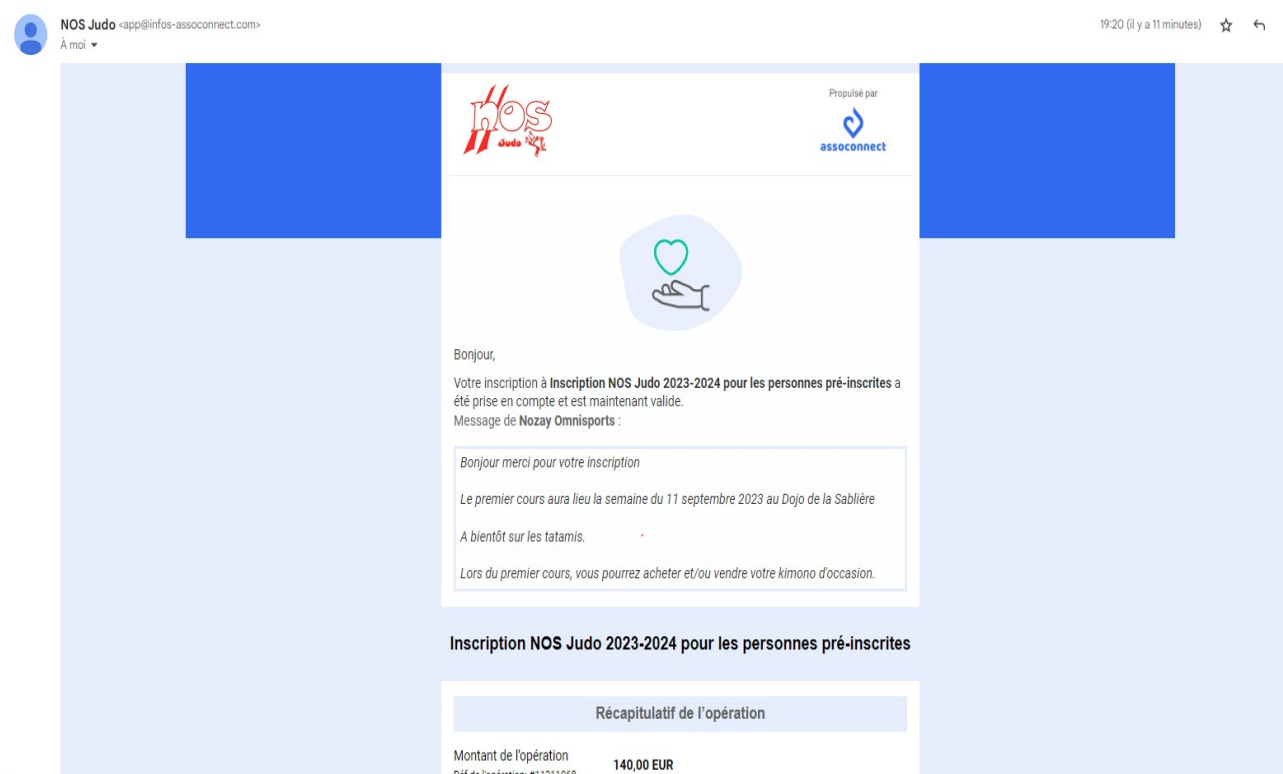 NOS Judo <app@infos-assoconnect.com>
19:20 (il y a 11 minutes)
À moi
nos
Judo
Propulsé par
assoconnect
Bonjour,
Votre inscription à Inscription NOS Judo 2023-2024 pour les personnes pré-inscrites a
été prise en compte et est maintenant valide.
Message de Nozay Omnisports :
Bonjour merci pour votre inscription
Le premier cours aura lieu la semaine du 11 septembre 2023 au Dojo de la Sablière
A bientôt sur les tatamis.
Lors du premier cours, vous pourrez acheter et/ou vendre votre kimono d'occasion.
Inscription NOS Judo 2023-2024 pour les personnes pré-inscrites
Récapitulatif de l'opération
Montant de l'opération
140,00 EUR
Réf de l'opération: